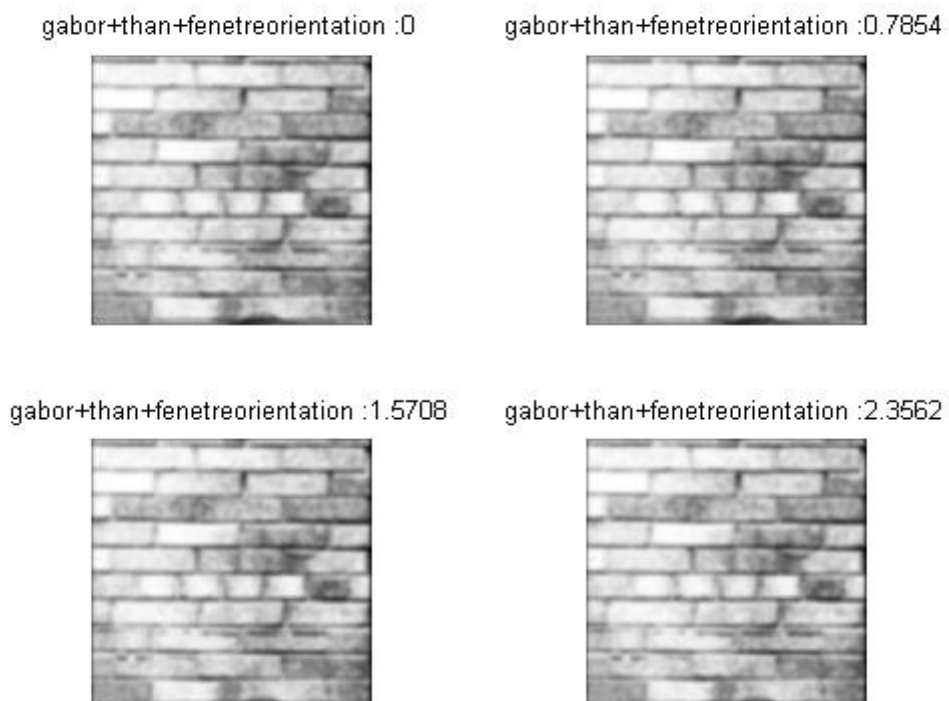 gabor+than+fenetreorientation :0
gabor+than+fenetreorientation :0.7854
gabor+than+fenetreorientation :1.5708
gabor+than+fenetreorientation :2.3562